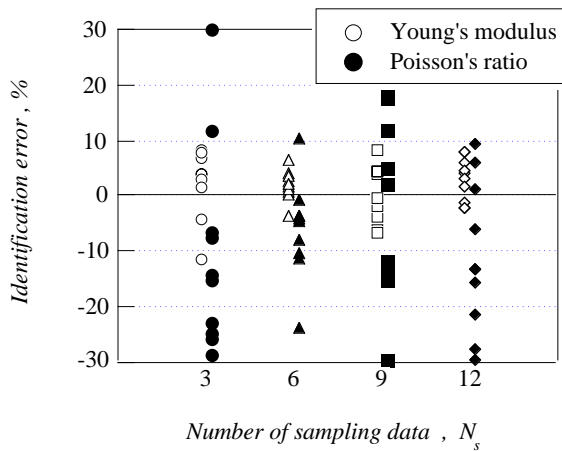 30
20
10
0
-10
-20
-30
Identification error , %
Young's modulus
Poisson's ratio
3
6
9
12
Number of sampling data , Ns